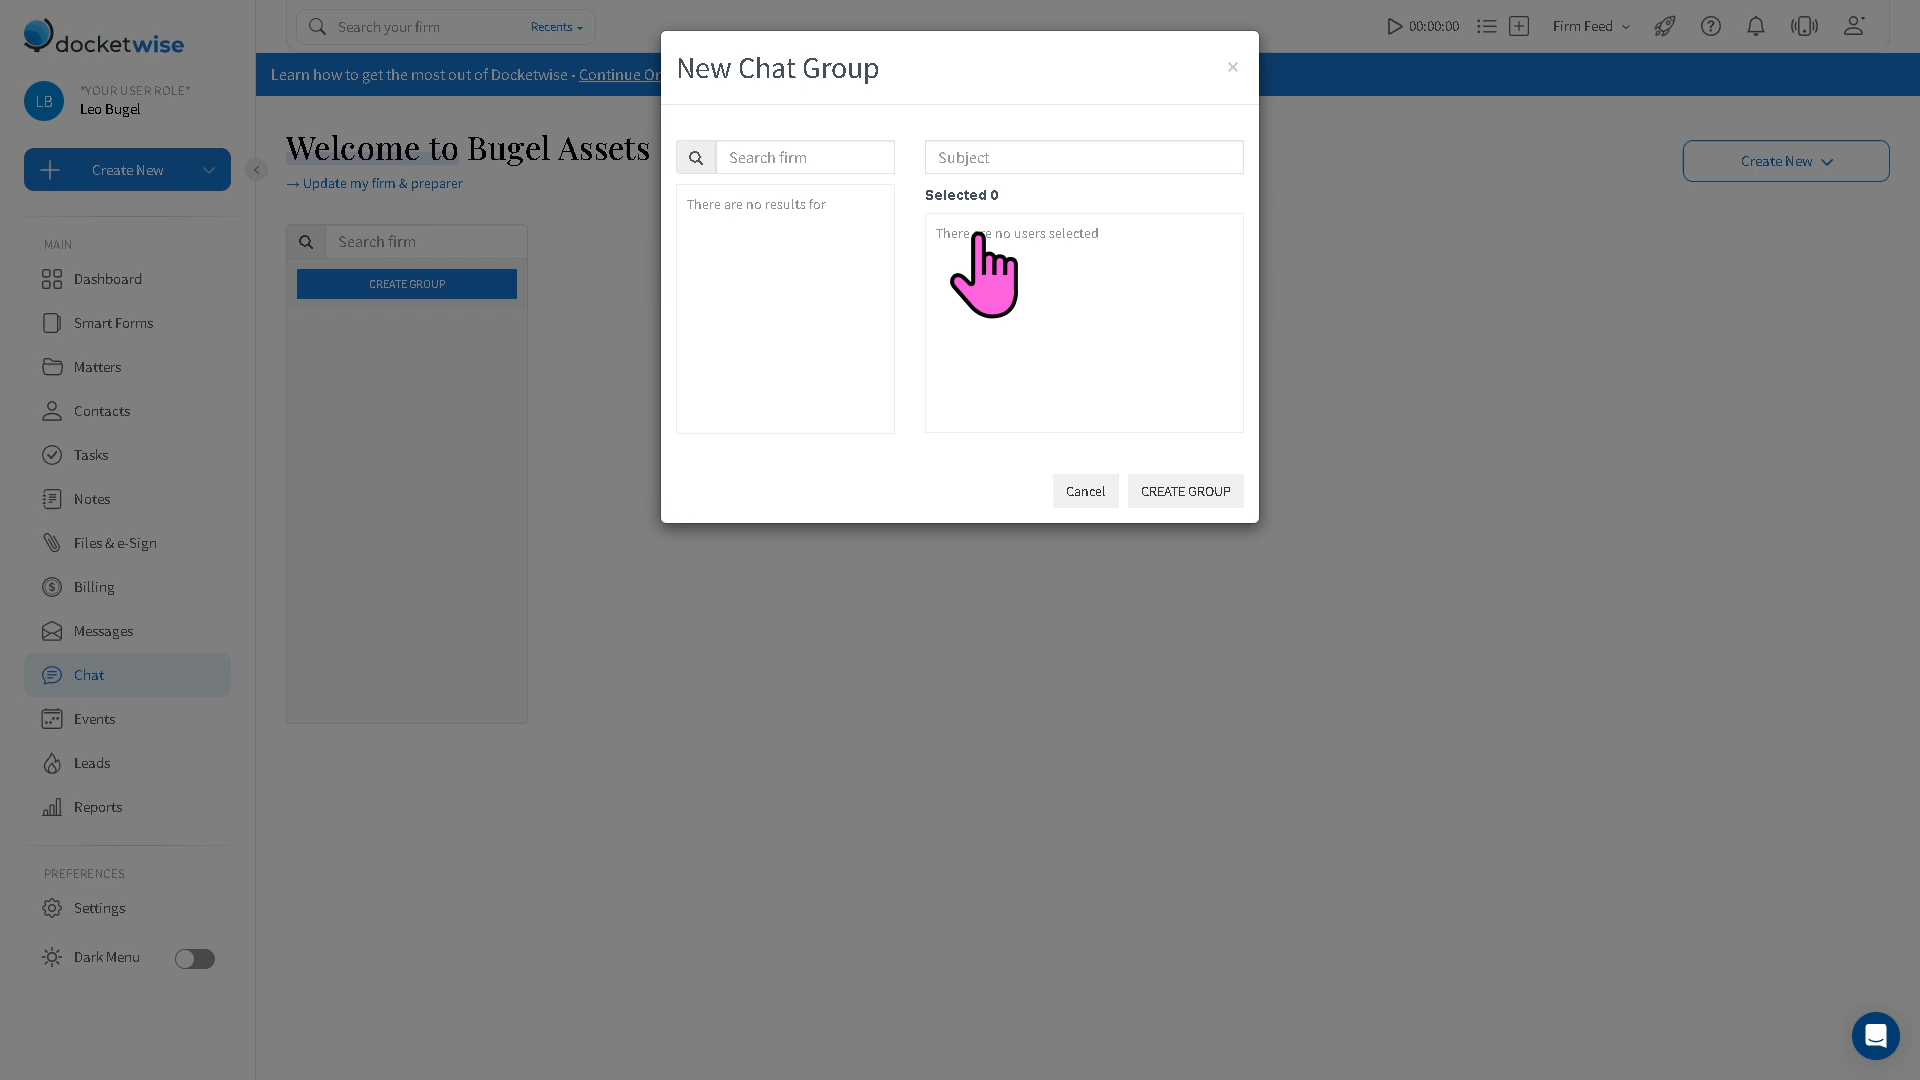 docketwise
Search your firm
Recents
00:00:00
Firm Feed
Learn how to get the most out of Docketwise - Continue Or
LB
*YOUR USER ROLE*
Leo Bugel
Create New
Welcome to Bugel Assets
→ Update my firm & preparer
Create New
Search firm
CREATE GROUP
MAIN
Dashboard
Smart Forms
Matters
Contacts
Tasks
Notes
Files & e-Sign
Billing
Messages
Chat
Events
Leads
Reports
PREFERENCES
Settings
Dark Menu
New Chat Group
×
Search firm
Subject
There are no results for
Selected 0
There are no users selected
Cancel
CREATE GROUP